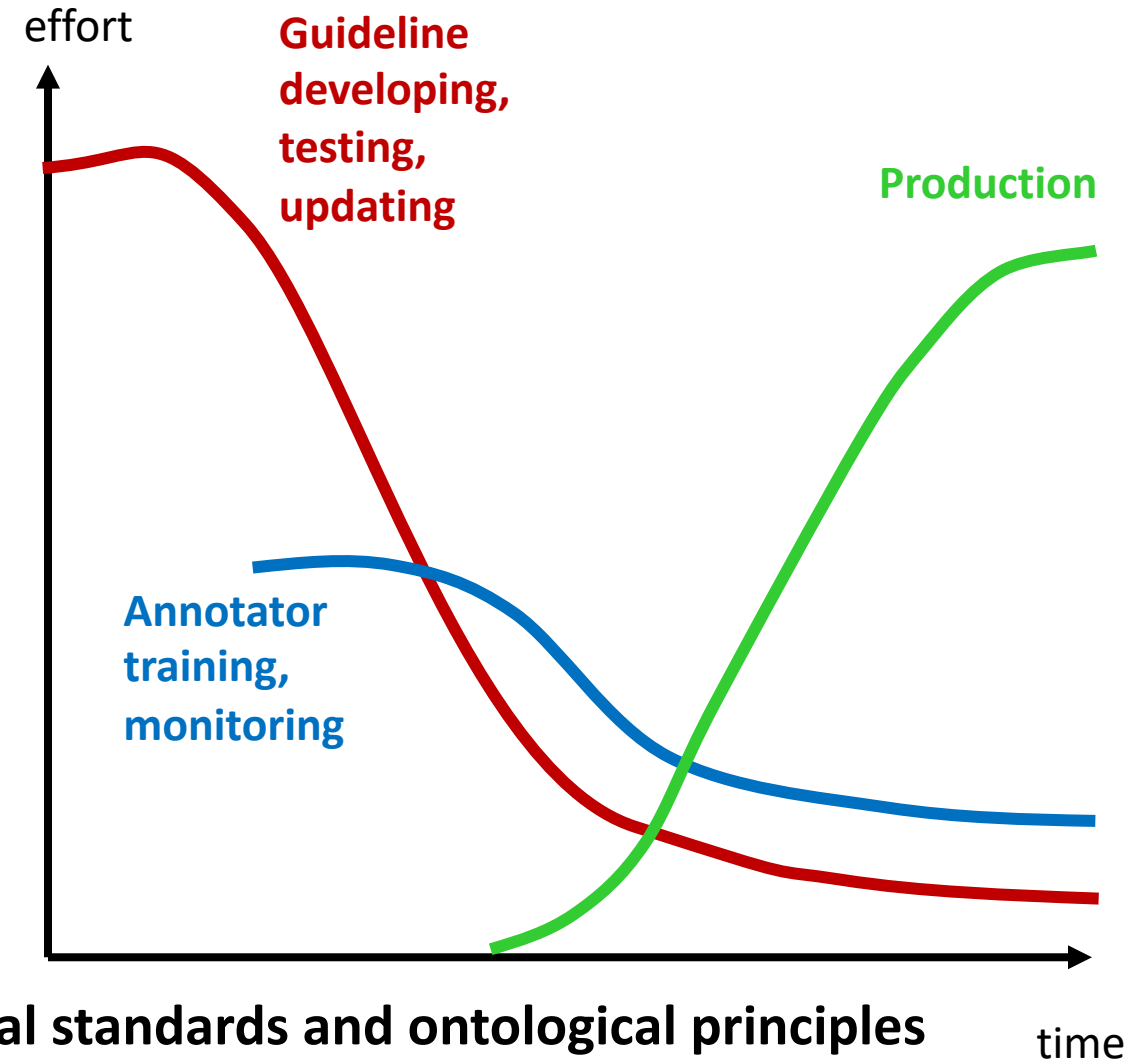 effort
Guideline
developing,
testing,
updating
Production
Annotator
training,
monitoring
al standards and ontological principles
time